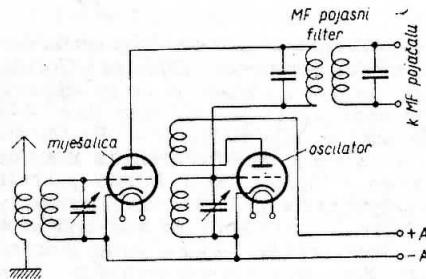 MF pojasni
filter
k MF pojačalu
miješalica
oscilator
+A
-A